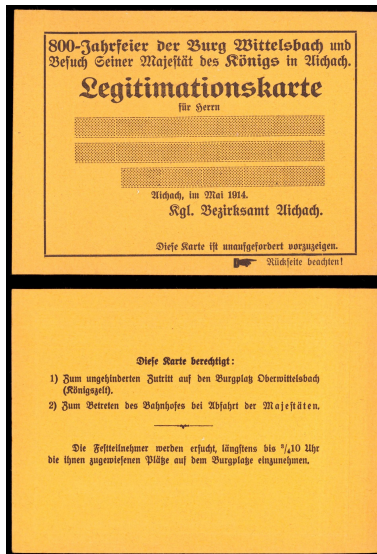 800-Jahrfeier der Burg Wittelsbach und
Besuch Seiner Majestät des Königs in Aichach.
Legitimationskarte
für Herrn
Aichach, im Mai 1914.
Kgl. Bezirksamt Aichach.
Diese Karte ist unaufgefordert vorzuzeigen.
Rückseite beachten!
Diese Karte berechtigt:
1) Zum ungehinderten Zutritt auf den Burgplatz Oberwittelsbach
(Königszelt).
2) Zum Betreten des Bahnhofes bei Abfahrt der Majestäten.
Die Festteilnehmer werden ersucht, längstens bis ³/₄10 Uhr
die ihnen zugewiesenen Plätze auf dem Burgplatze einzunehmen.